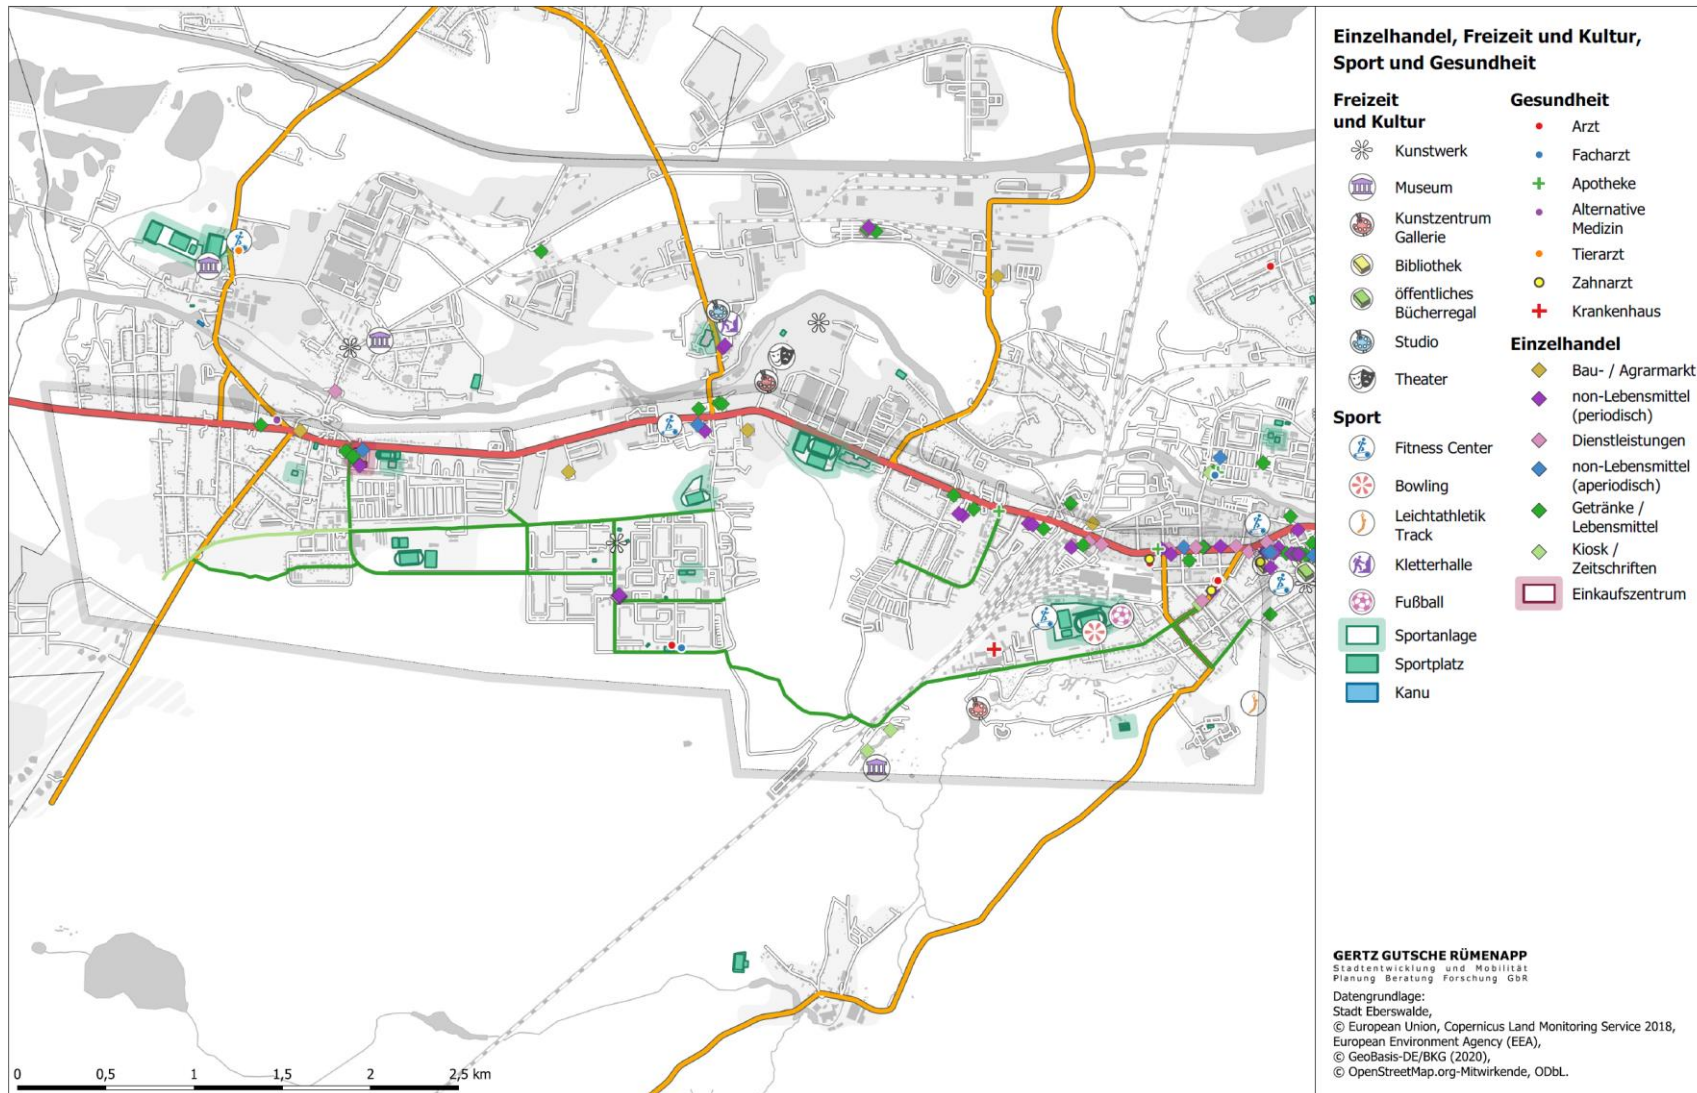 Einzelhandel, Freizeit und Kultur,
Sport und Gesundheit
Freizeit
und Kultur
Kunstwerk
Museum
Kunstzentrum
Gallerie
Bibliothek
öffentliches
Bücherregal
Studio
Theater
Sport
Fitness Center
Bowling
Leichtathletik
Track
Kletterhalle
Fußball
Sportanlage
Sportplatz
Kanu
Gesundheit
Arzt
Facharzt
Apotheke
Alternative
Medizin
Tierarzt
Zahnarzt
Krankenhaus
Einzelhandel
Bau- / Agrarmarkt
non-Lebensmittel
(periodisch)
Dienstleistungen
non-Lebensmittel
(aperiodisch)
Getränke /
Lebensmittel
Kiosk /
Zeitschriften
Einkaufszentrum
GERTZ GUTSCHE RÜMENAPP
Stadtentwicklung und Mobilität
Planung Beratung Forschung GbR
Datengrundlage:
Stadt Eberswalde,
© European Union, Copernicus Land Monitoring Service 2018,
European Environment Agency (EEA),
© GeoBasis-DE/BKG (2020),
© OpenStreetMap.org-Mitwirkende, ODbL.
0 0,5 1 1,5 2 2,5 km